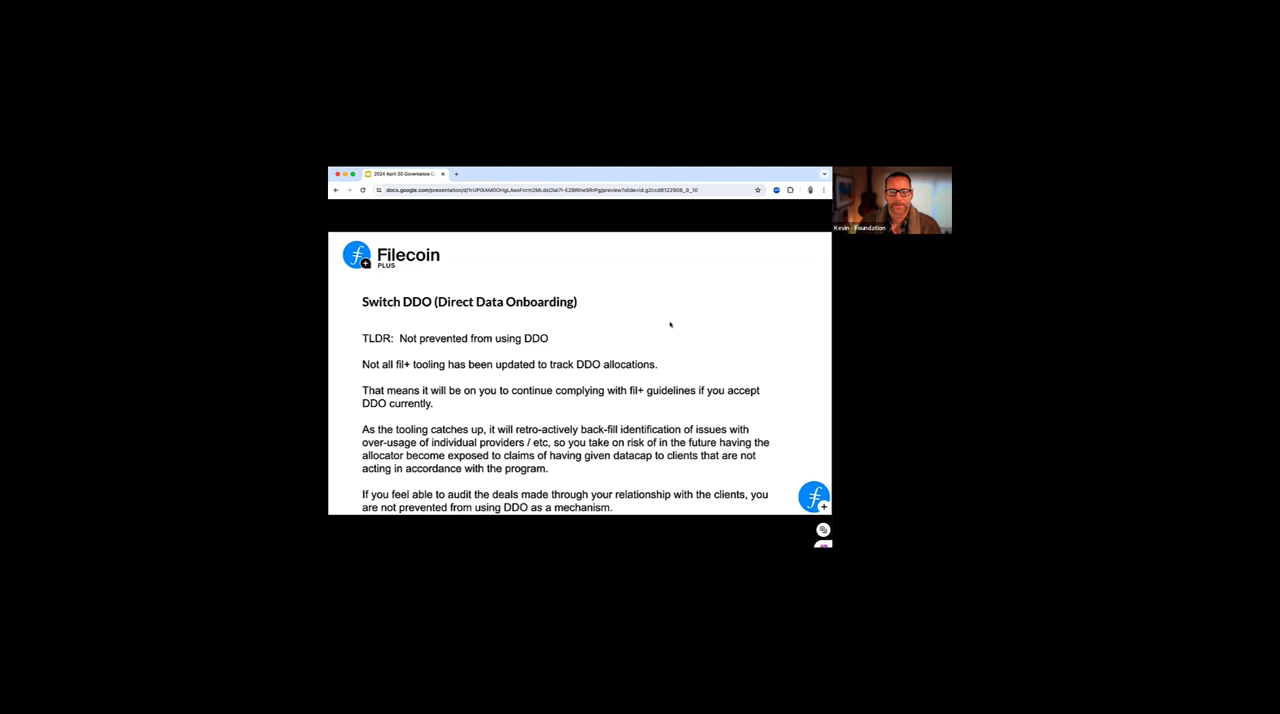 2024 April 30 Governance C
Kevin - Foundation
Filecoin
PLUS
Switch DDO (Direct Data Onboarding)
TLDR: Not prevented from using DDO
Not all fil+ tooling has been updated to track DDO allocations.
That means it will be on you to continue complying with fil+ guidelines if you accept
DDO currently.
As the tooling catches up, it will retro-actively back-fill identification of issues with
over-usage of individual providers / etc, so you take on risk of in the future having the
allocator become exposed to claims of having given datacap to clients that are not
acting in accordance with the program.
If you feel able to audit the deals made through your relationship with the clients, you
are not prevented from using DDO as a mechanism.